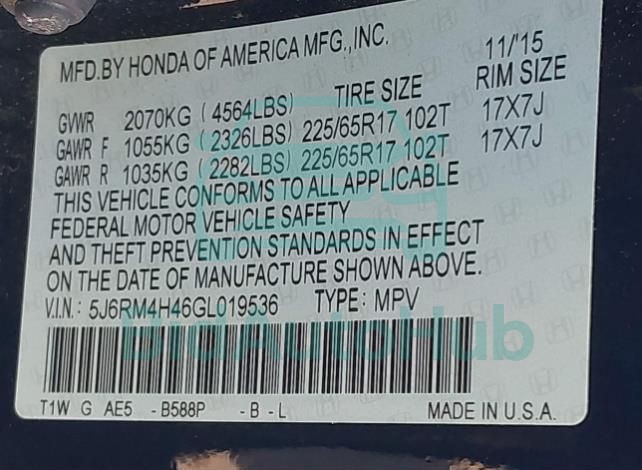 MFD.BY HONDA OF AMERICA MFG.,INC. 11/'15
TIRE SIZE RIM SIZE
GVWR 2070KG (4564LBS)
GAWR F 1055KG (2326LBS) 225/65R17 102T 17X7J
GAWR R 1035KG (2282LBS) 225/65R17 102T 17X7J
THIS VEHICLE CONFORMS TO ALL APPLICABLE
FEDERAL MOTOR VEHICLE SAFETY
AND THEFT PREVENTION STANDARDS IN EFFECT
ON THE DATE OF MANUFACTURE SHOWN ABOVE.
V.I.N.: 5J6RM4H46GL019536 TYPE: MPV
BidAutoHub
T1W G AE5 -B588P -B-L MADE IN U.S.A.